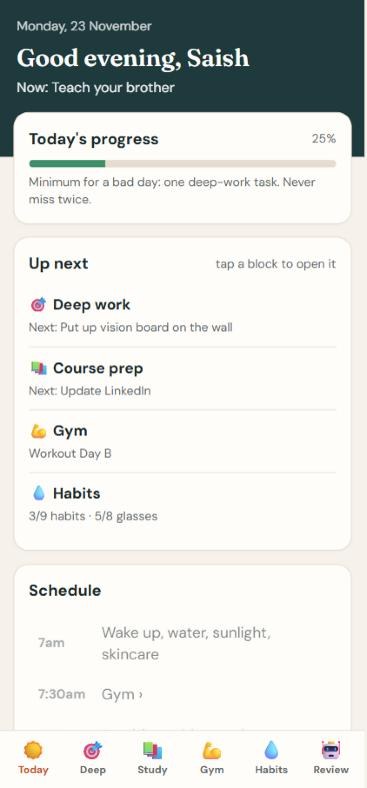 Monday, 23 November
Good evening, Saish
Now: Teach your brother
Today's progress
25%
Minimum for a bad day: one deep-work task. Never
miss twice.
Up next
tap a block to open it
Deep work
Next: Put up vision board on the wall
Course prep
Next: Update LinkedIn
Gym
Workout Day B
Habits
3/9 habits · 5/8 glasses
Schedule
7am
Wake up, water, sunlight,
skincare
7:30am
Gym ›
Today
Deep
Study
Gym
Habits
Review